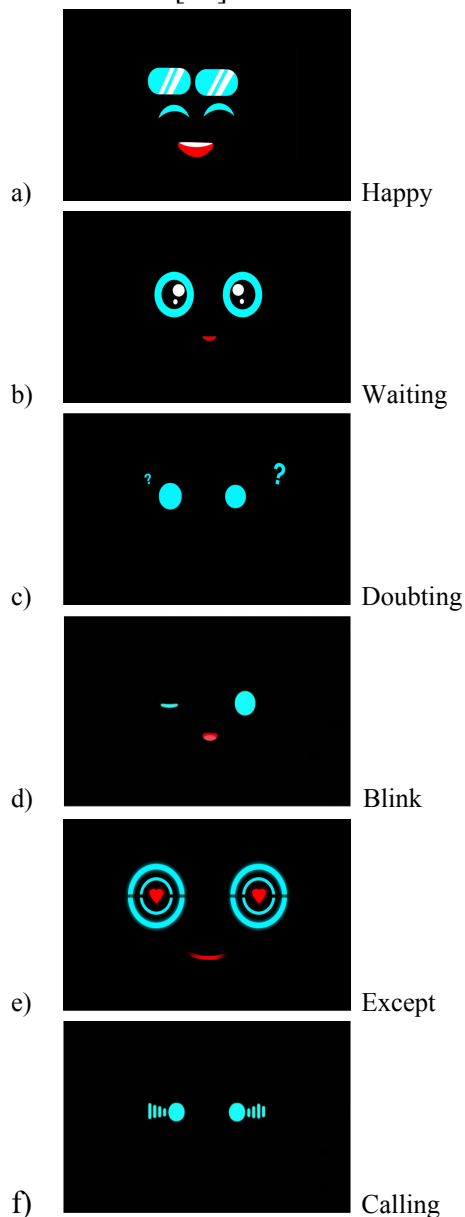 a) Happy
b) Waiting
? ?
c) Doubting
d) Blink
e) Except
f) Calling